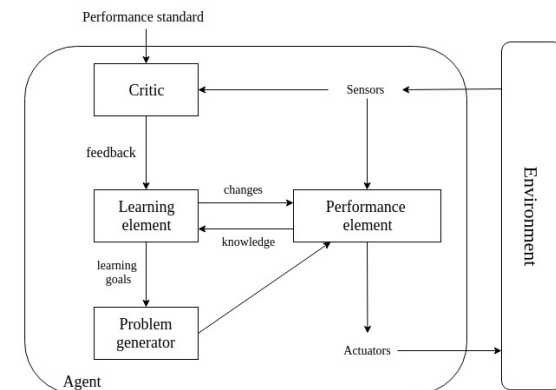 Performance standard
Critic
Sensors
feedback
changes
Learning
element
Performance
element
knowledge
learning
goals
Problem
generator
Actuators
Agent
Environment